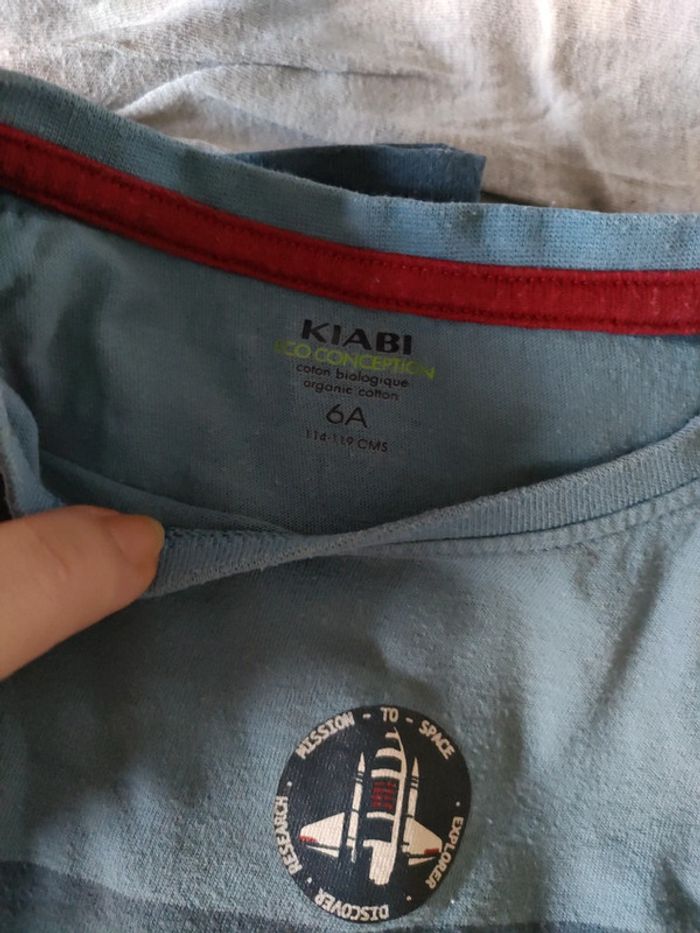 KIABI
ECO CONCEPTION
coton biologique
organic cotton
6A
114-119 CMS
MISSION - TO - SPACE
· EXPLORER · DISCOVER · RESEARCH ·